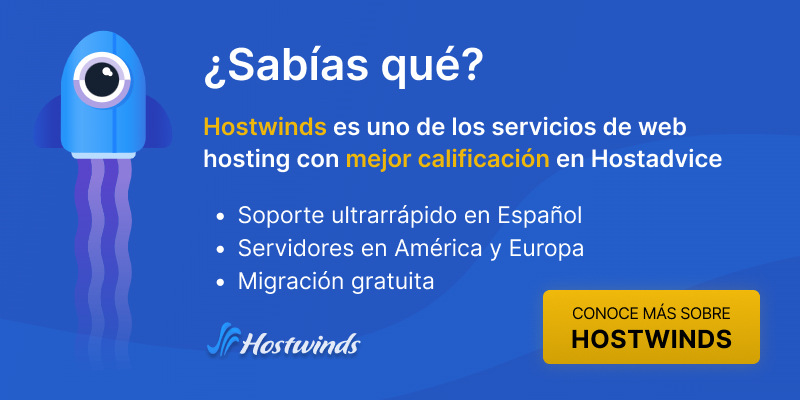 ¿Sabías qué?
Hostwinds es uno de los servicios de web
hosting con mejor calificación en Hostadvice
• Soporte ultrarrápido en Español
• Servidores en América y Europa
• Migración gratuita
Hostwinds
CONOCE MÁS SOBRE
HOSTWINDS